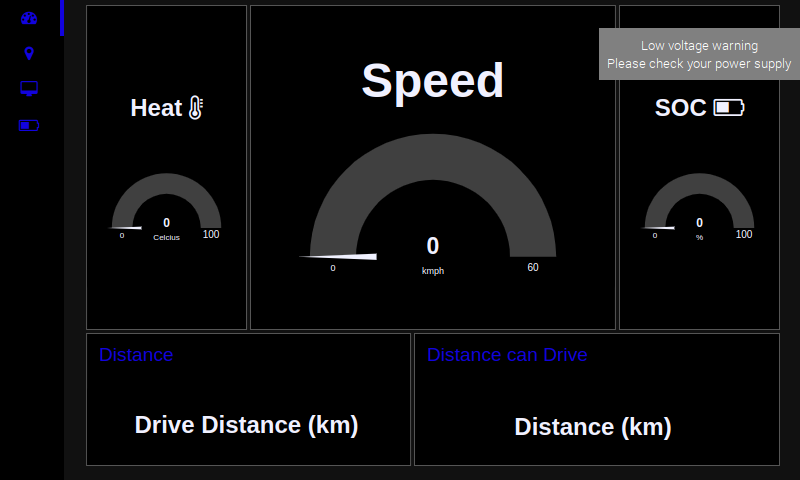 Low voltage warning
Please check your power supply
Heat
0
Celcius
0
100
Speed
0
kmph
0
60
SOC
0
%
0
100
Distance
Drive Distance (km)
Distance can Drive
Distance (km)